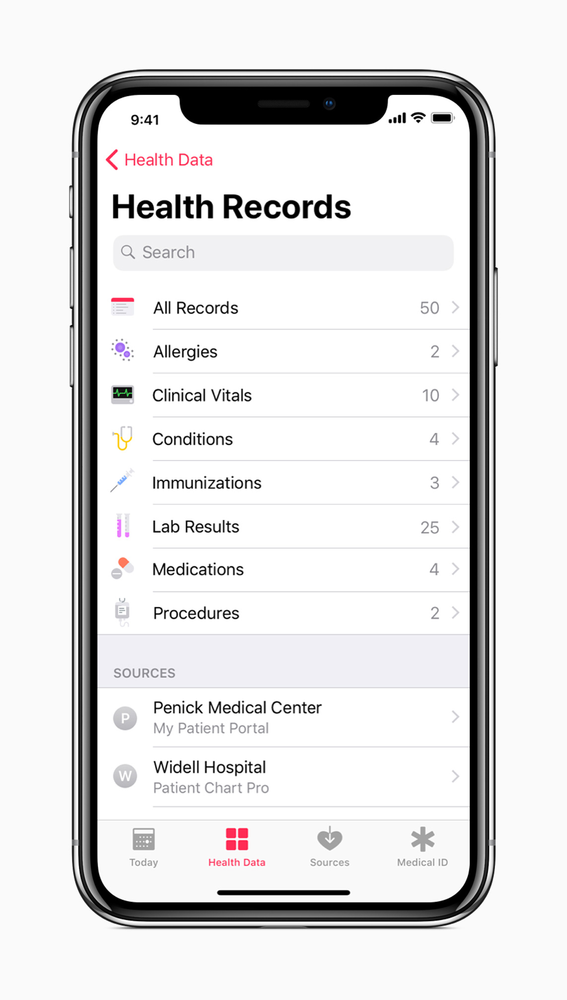 9:41
Health Data
Health Records
Search
All Records 50
Allergies 2
Clinical Vitals 10
Conditions 4
Immunizations 3
Lab Results 25
Medications 4
Procedures 2
SOURCES
P Penick Medical Center
My Patient Portal
W Widell Hospital
Patient Chart Pro
Today Health Data Sources Medical ID